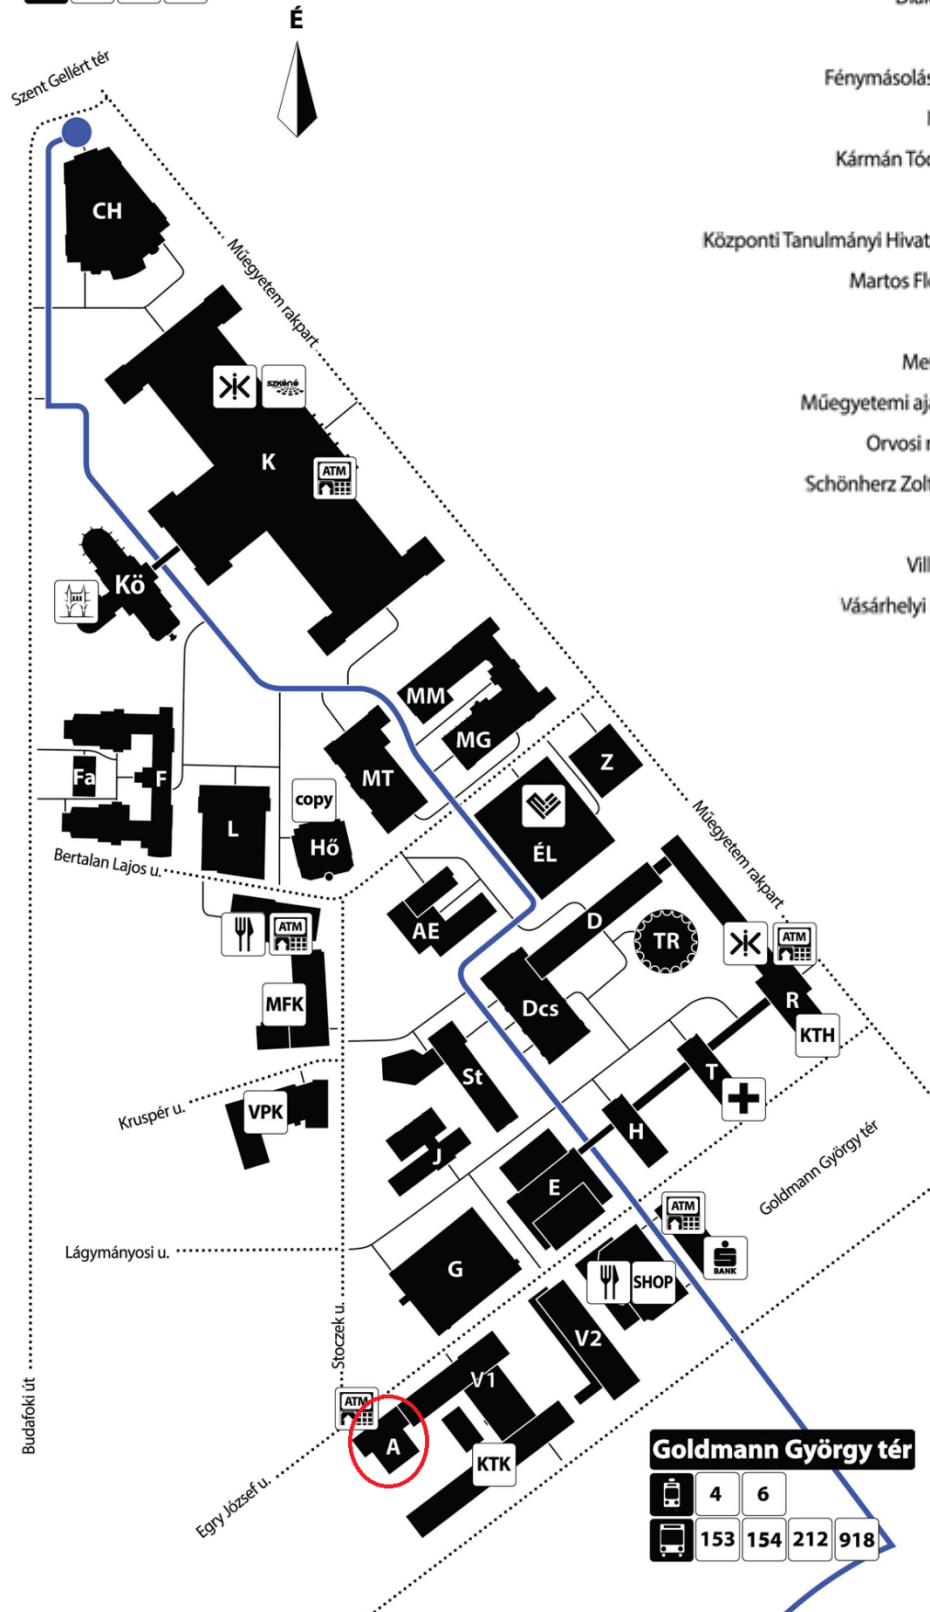 É
Szent Gellért tér
Fénymásolás
Kármán Tód
CH
Műegyetem rakpart
Központi Tanulmányi Hivat
Martos Fl
szkéné
Műegyetemi aj
K
Orvosi
ATM
Schönherz Zol
Kö
Vill
Vásárhelyi
MM
MG
Z
Fa
F
MT
copy
L
Hő
ÉL
Műegyetem rakpart
Bertalan Lajos u.
AE
D
TR
ATM
ATM
MFK
Dcs
R
KTH
St
T
Kruspér u.
VPK
H
J
E
Goldmann György tér
ATM
Lágymányosi u.
G
BANK
SHOP
Stoczek u.
V2
V1
Budafoki út
ATM
A
KTK
Egry József u.
Goldmann György tér
4 6
153 154 212 918